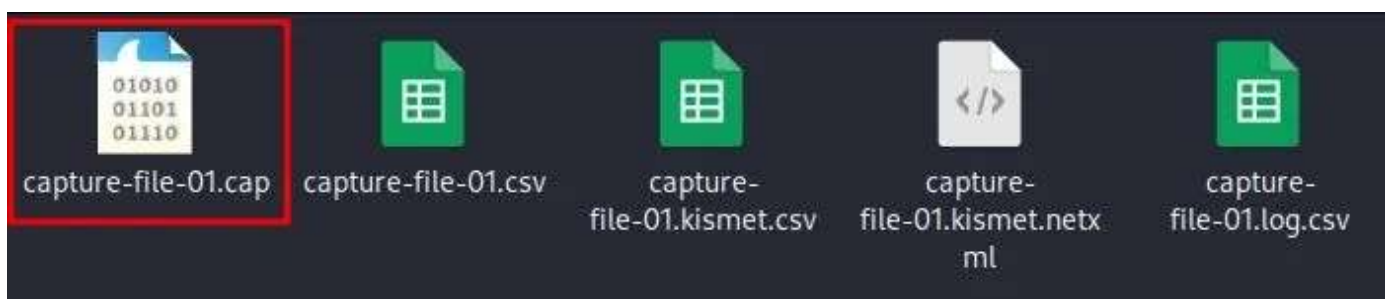 01010
01101
01110
</>
capture-file-01.cap
capture-file-01.csv
capture-
file-01.kismet.csv
capture-
file-01.kismet.netx
ml
capture-
file-01.log.csv